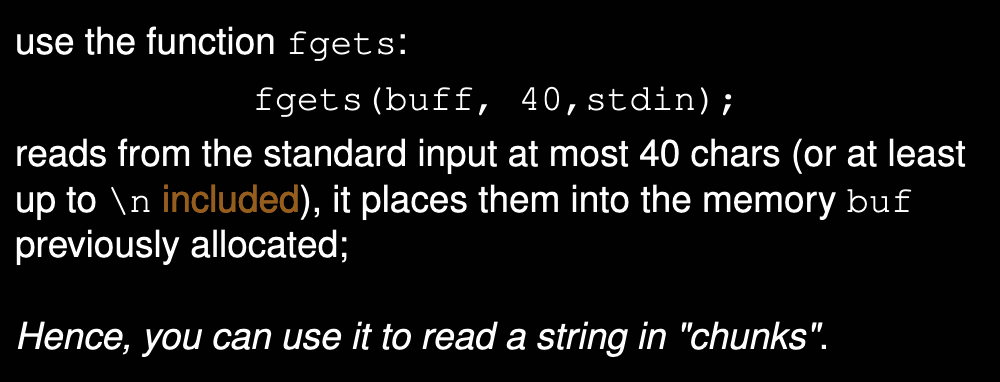 use the function fgets:
fgets(buff, 40,stdin);
reads from the standard input at most 40 chars (or at least
up to \n included), it places them into the memory buf
previously allocated;
Hence, you can use it to read a string in "chunks".